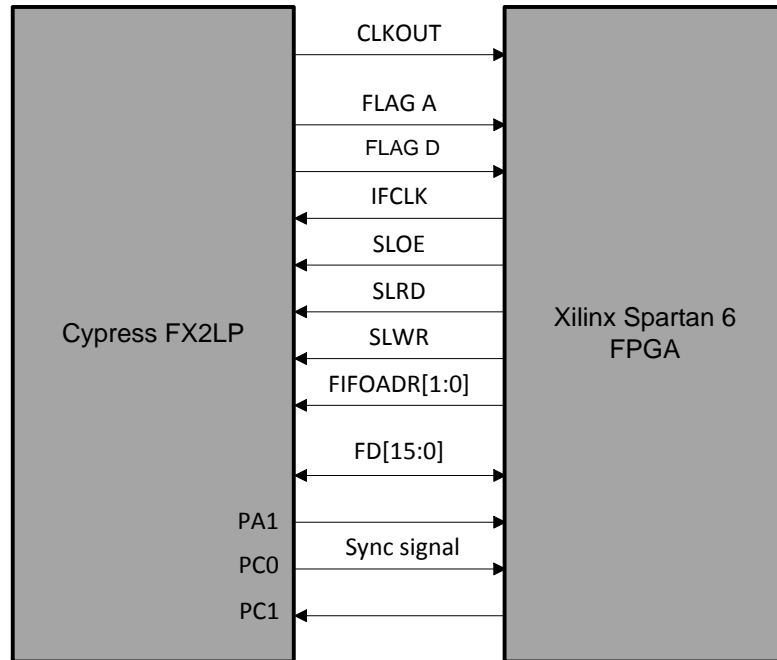 CLKOUT
FLAG A
FLAG D
IFCLK
SLOE
SLRD
SLWR
FIFOADR[1:0]
FD[15:0]
Cypress FX2LP
Xilinx Spartan 6
FPGA
PA1
Sync signal
PC0
PC1